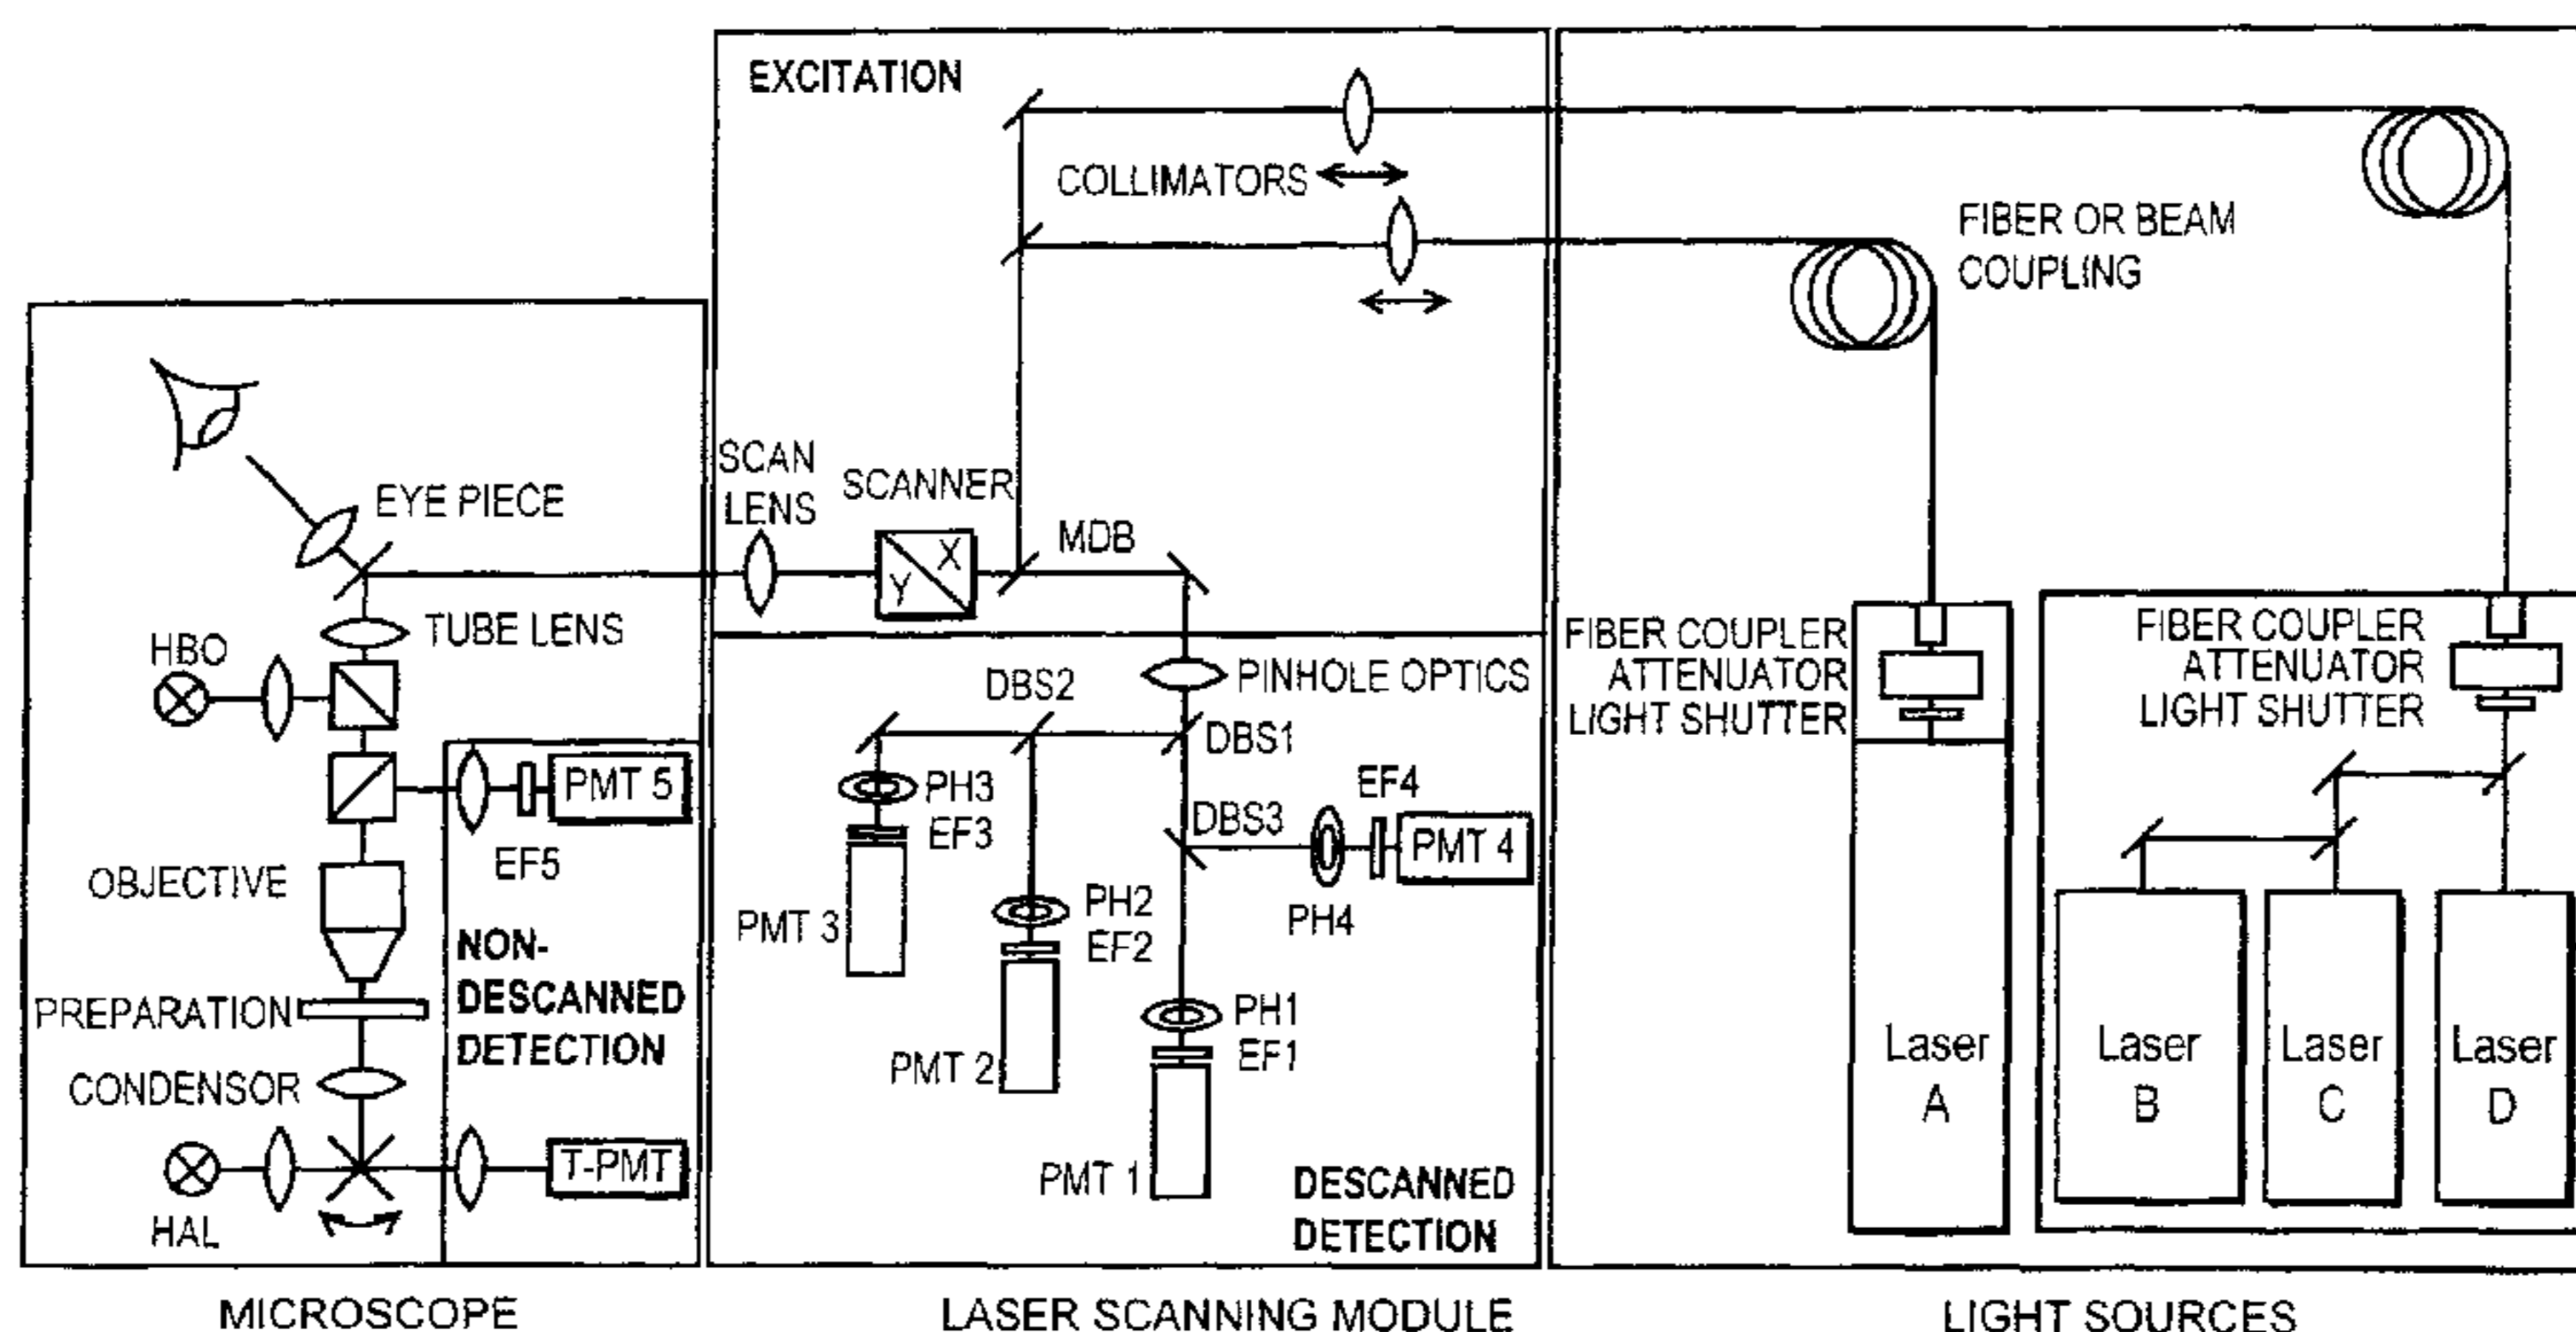 EXCITATION
COLLIMATORS
FIBER OR BEAM
COUPLING
EYE PIECE
SCAN
LENS
SCANNER
MDB
X
Y
TUBE LENS
HBO
PMT 5
EF5
OBJECTIVE
NON-
DESCANNED
DETECTION
PREPARATION
CONDENSOR
HAL
T-PMT
PINHOLE OPTICS
DBS2
DBS1
PH3
EF3
PMT 3
DBS3
EF4
PMT 4
PH4
PH2
EF2
PMT 2
PH1
EF1
PMT 1
DESCANNED
DETECTION
FIBER COUPLER
ATTENUATOR
LIGHT SHUTTER
FIBER COUPLER
ATTENUATOR
LIGHT SHUTTER
Laser
A
Laser
B
Laser
C
Laser
D
MICROSCOPE
LASER SCANNING MODULE
LIGHT SOURCES